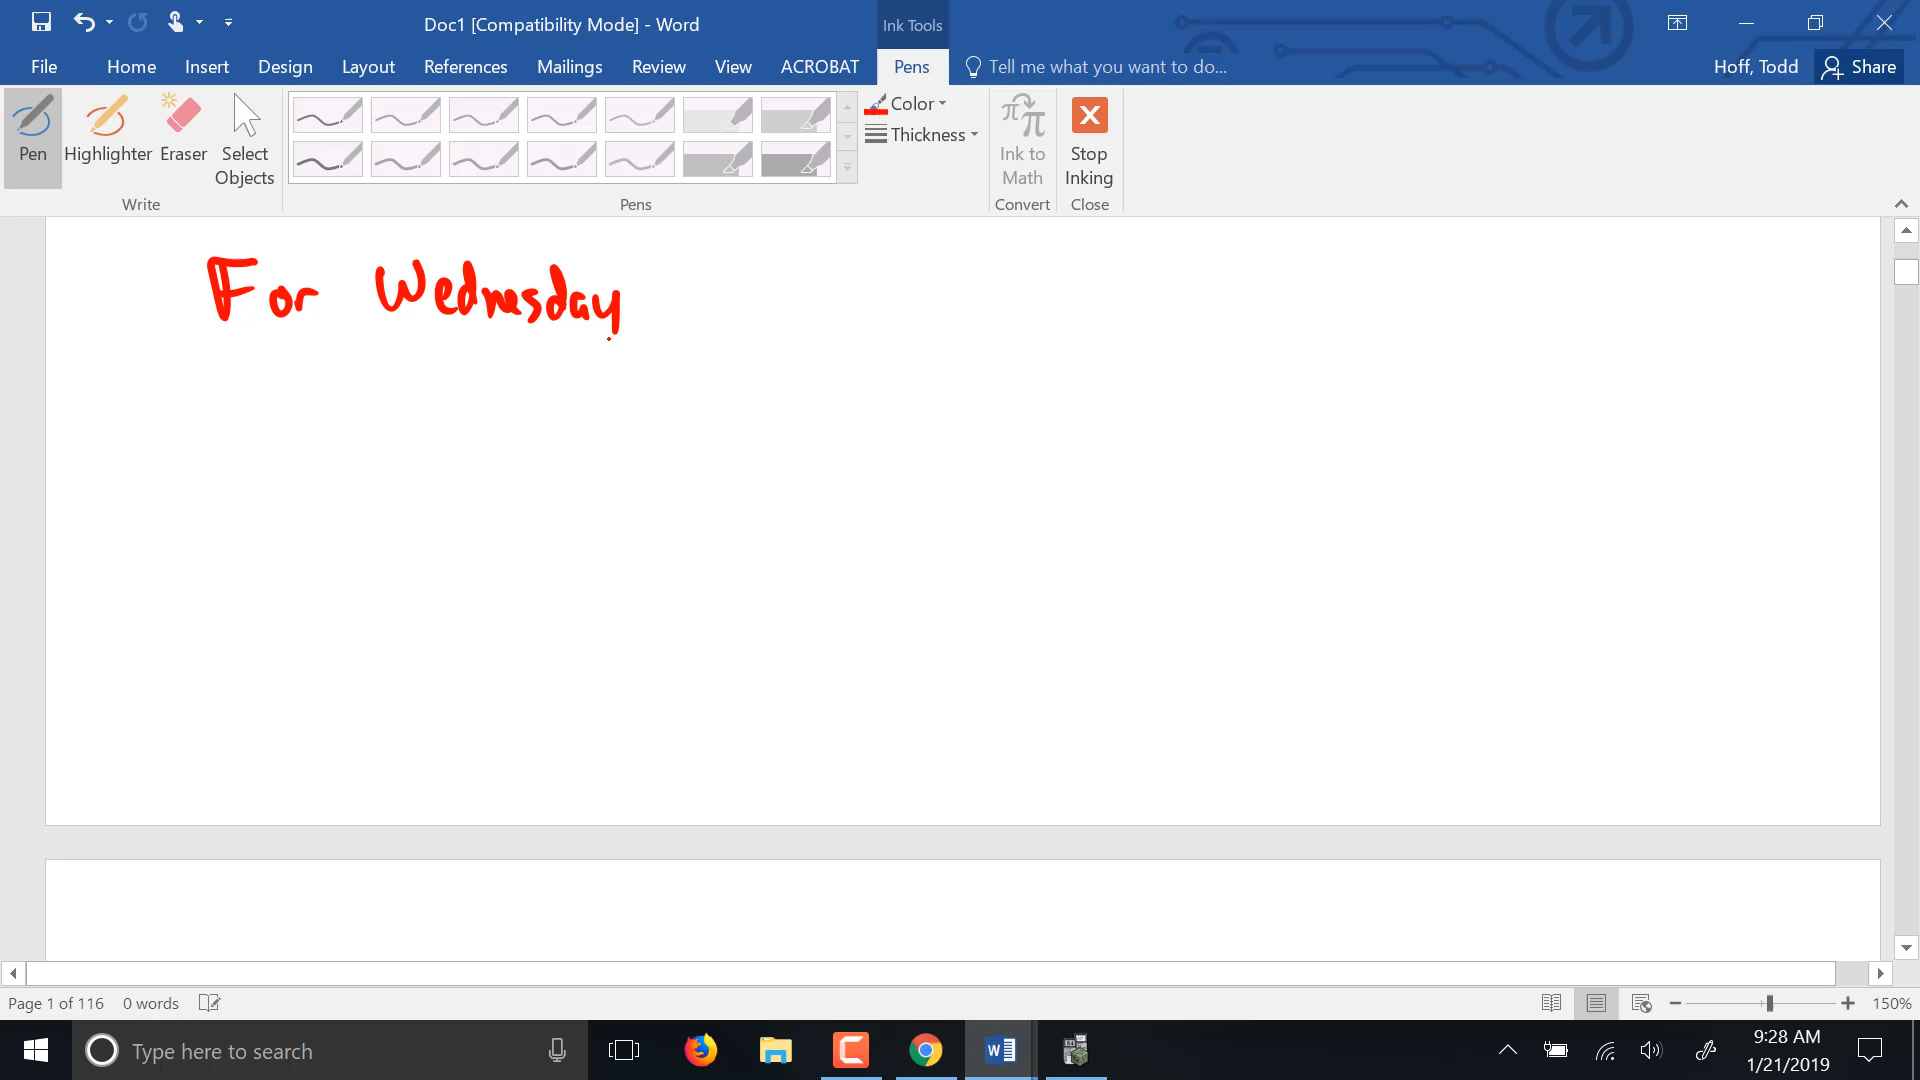 Doc1 [Compatibility Mode] - Word
Ink Tools
File Home Insert Design Layout References Mailings Review View ACROBAT Pens Tell me what you want to do... Hoff, Todd Share
Pen Highlighter Eraser Select Objects
Color
Thickness
Ink to Math
Stop Inking
Write Pens Convert Close
For Wednesday
Page 1 of 116 0 words 150%
Type here to search
9:28 AM
1/21/2019